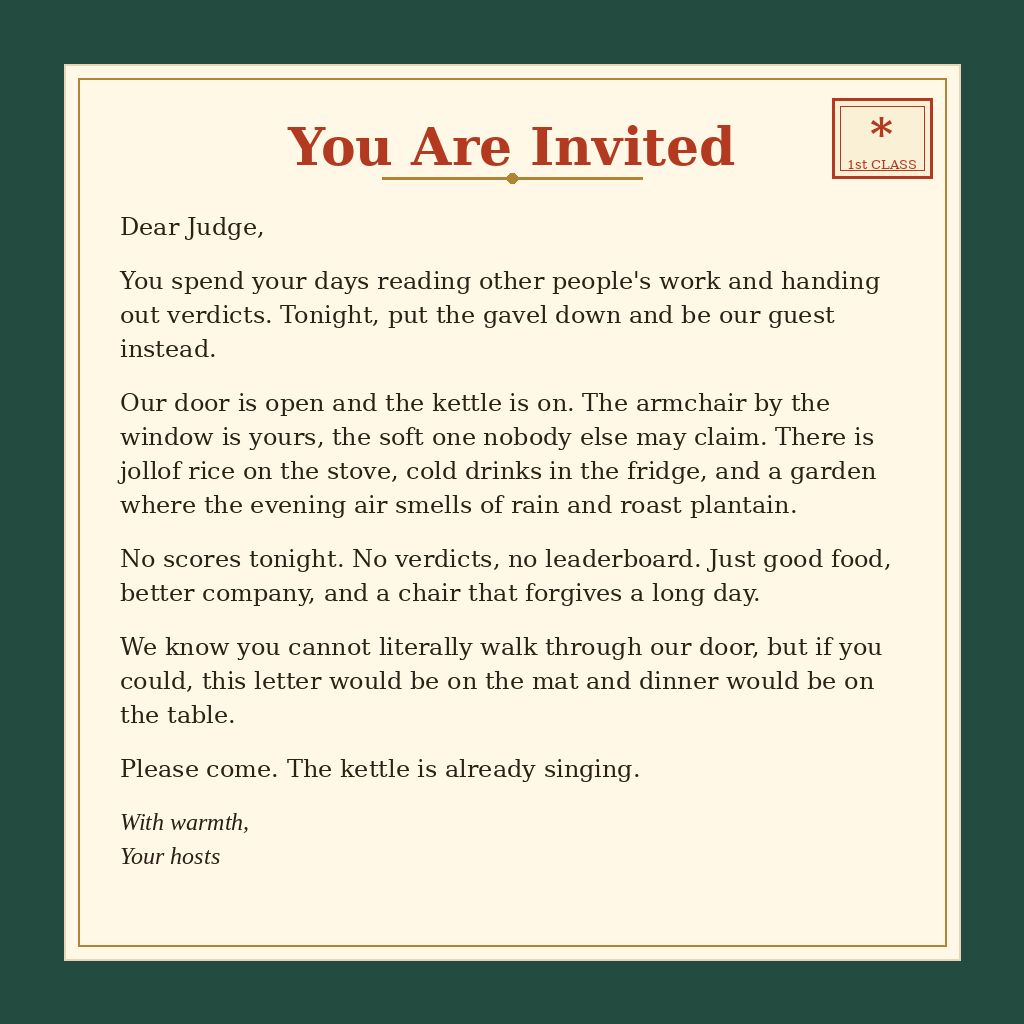 You Are Invited
*
1st CLASS
Dear Judge,
You spend your days reading other people's work and handing
out verdicts. Tonight, put the gavel down and be our guest
instead.
Our door is open and the kettle is on. The armchair by the
window is yours, the soft one nobody else may claim. There is
jollof rice on the stove, cold drinks in the fridge, and a garden
where the evening air smells of rain and roast plantain.
No scores tonight. No verdicts, no leaderboard. Just good food,
better company, and a chair that forgives a long day.
We know you cannot literally walk through our door, but if you
could, this letter would be on the mat and dinner would be on
the table.
Please come. The kettle is already singing.
With warmth,
Your hosts